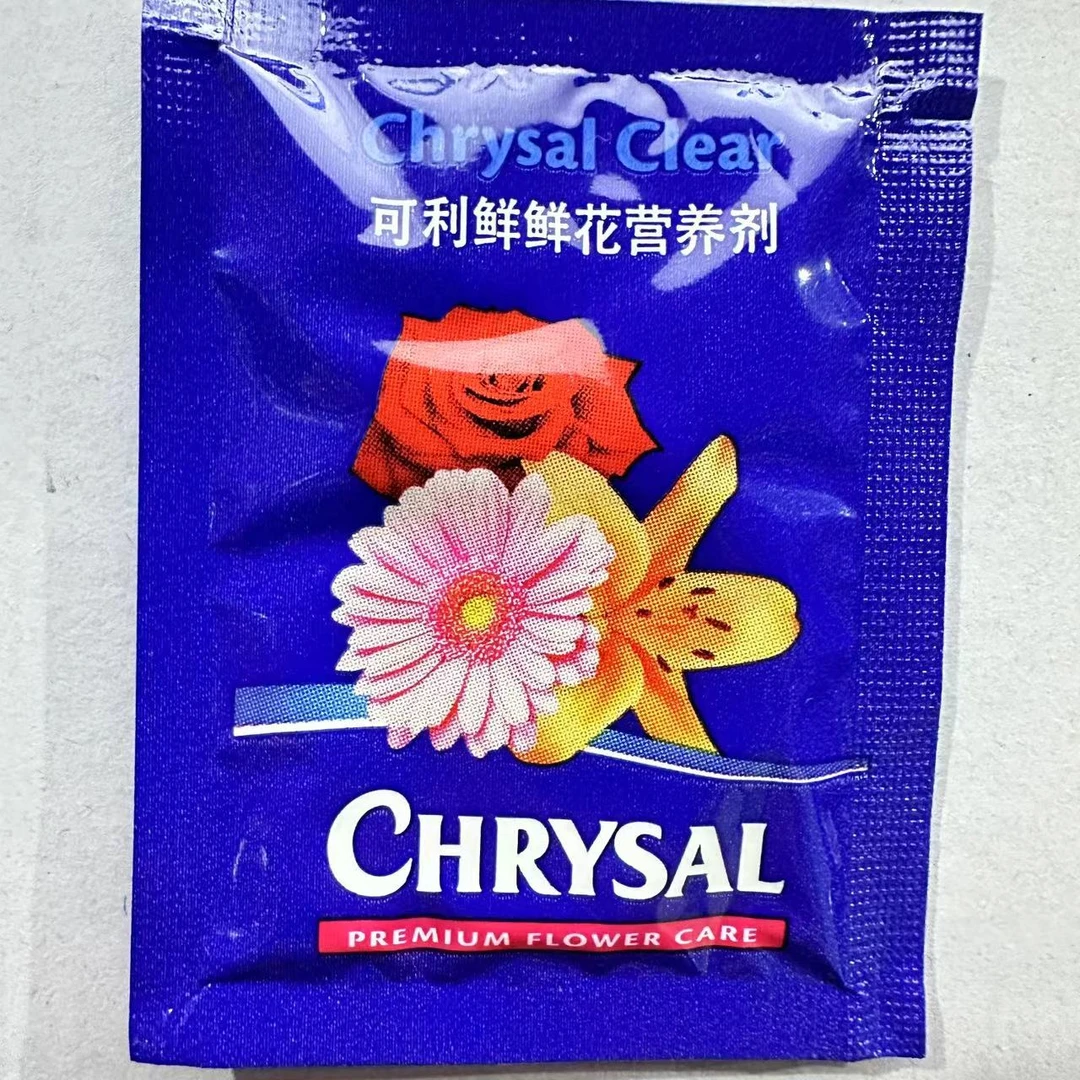 Chrysal Clear
可利鲜鲜花营养剂
CHRYSAL
PREMIUM FLOWER CARE